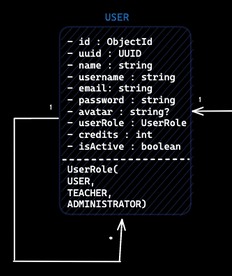 USER
- id : ObjectId
- uuid : UUID
- name : string
- username : string
- email: string
- password : string
- avatar : string?
- userRole : UserRole
- credits : int
- isActive : boolean
1
1
UserRole(
USER,
TEACHER,
ADMINISTRATOR)
*